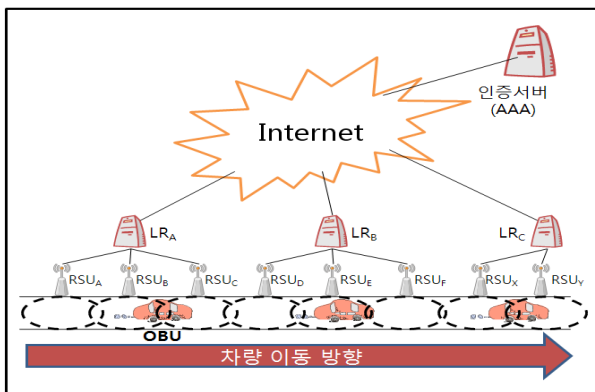 인증서버
(AAA)
Internet
LRA
LRB
LRC
RSUA
RSUB
RSUC
RSUD
RSUE
RSUF
RSUX
RSUY
OBU
차량 이동 방향